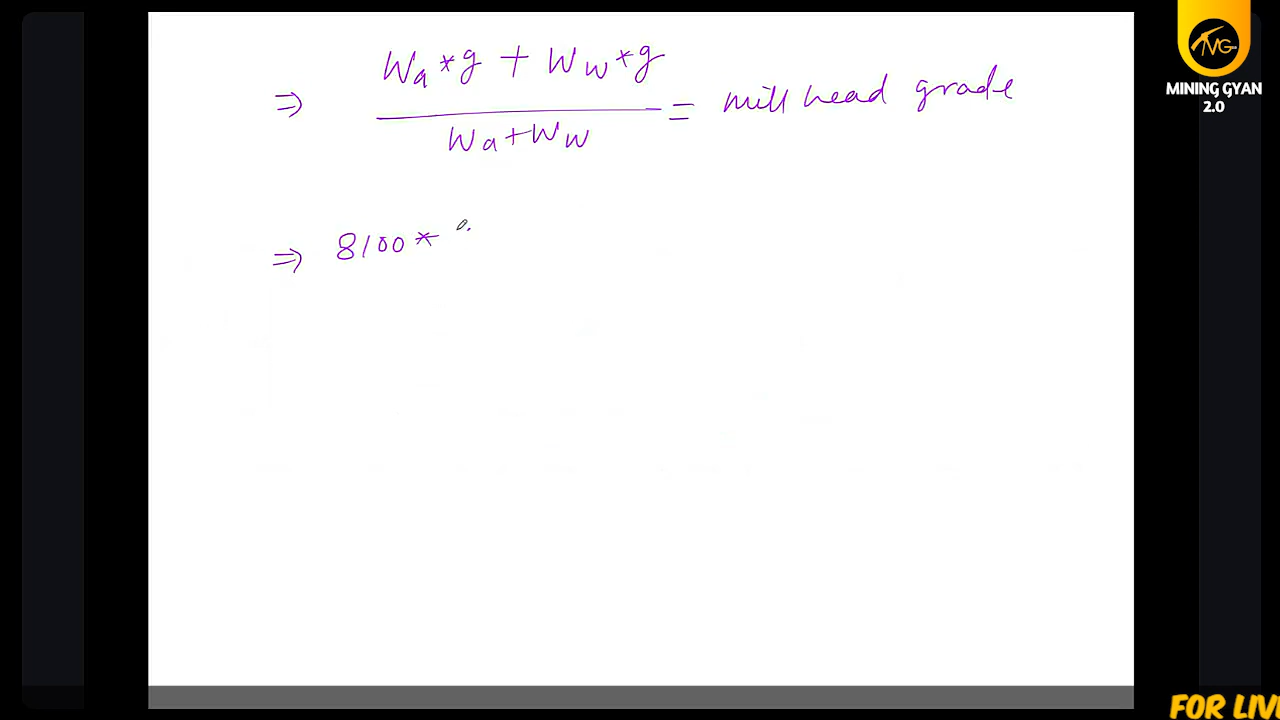 ⇒ Wa*g + Ww*g
Wa+Ww = mill head grade
⇒ 8100*
MINING GYAN
2.0
FOR LIV